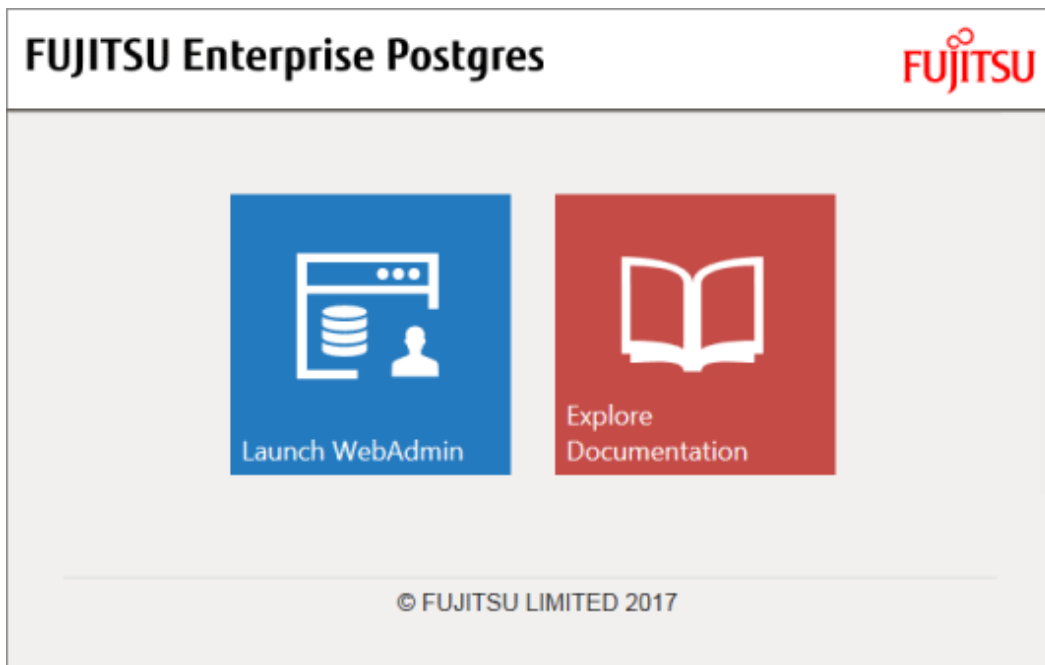 FUJITSU Enterprise Postgres
FUJITSU
Launch WebAdmin
Explore
Documentation
© FUJITSU LIMITED 2017